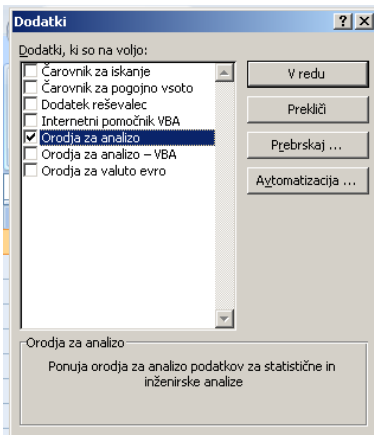 Dodatki
Dodatki, ki so na voljo:
Čarovnik za iskanje
Čarovnik za pogojno vsoto
Dodatek reševalec
Internetni pomočnik VBA
Orodja za analizo
Orodja za analizo – VBA
Orodja za valuto evro
V redu
Prekliči
Prebrskaj ...
Avtomatizacija ...
Orodja za analizo
Ponuja orodja za analizo podatkov za statistične in
inženirske analize